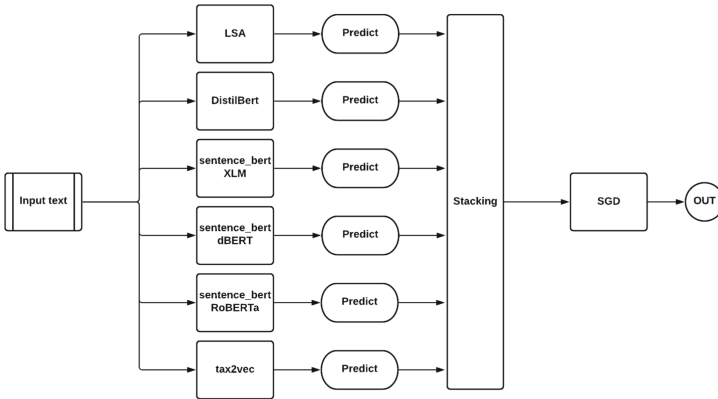 LSA
Predict
DistilBert
Predict
sentence_bert
XLM
Predict
Input text
Stacking
SGD
OUT
sentence_bert
dBERT
Predict
sentence_bert
RoBERTa
Predict
tax2vec
Predict